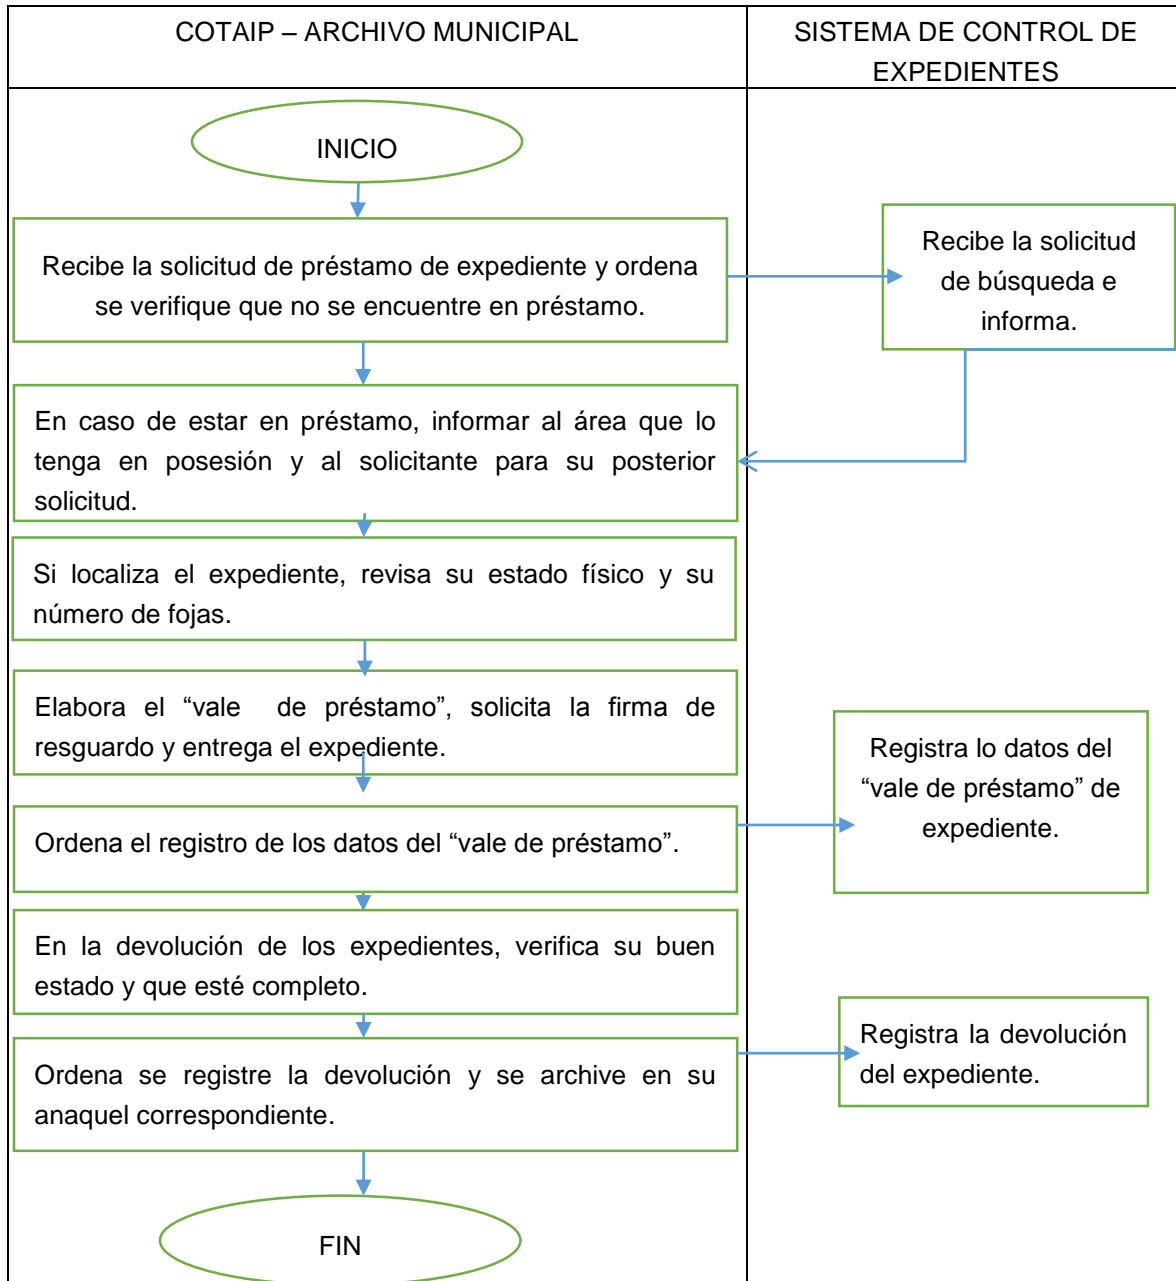 COTAIP – ARCHIVO MUNICIPAL
SISTEMA DE CONTROL DE
EXPEDIENTES
INICIO
Recibe la solicitud de préstamo de expediente y ordena
se verifique que no se encuentre en préstamo.
Recibe la solicitud
de búsqueda e
informa.
En caso de estar en préstamo, informar al área que lo
tenga en posesión y al solicitante para su posterior
solicitud.
Si localiza el expediente, revisa su estado físico y su
número de fojas.
Elabora el “vale de préstamo”, solicita la firma de
resguardo y entrega el expediente.
Ordena el registro de los datos del “vale de préstamo”.
Registra lo datos del
“vale de préstamo” de
expediente.
En la devolución de los expedientes, verifica su buen
estado y que esté completo.
Ordena se registre la devolución y se archive en su
anaquel correspondiente.
Registra la devolución
del expediente.
FIN